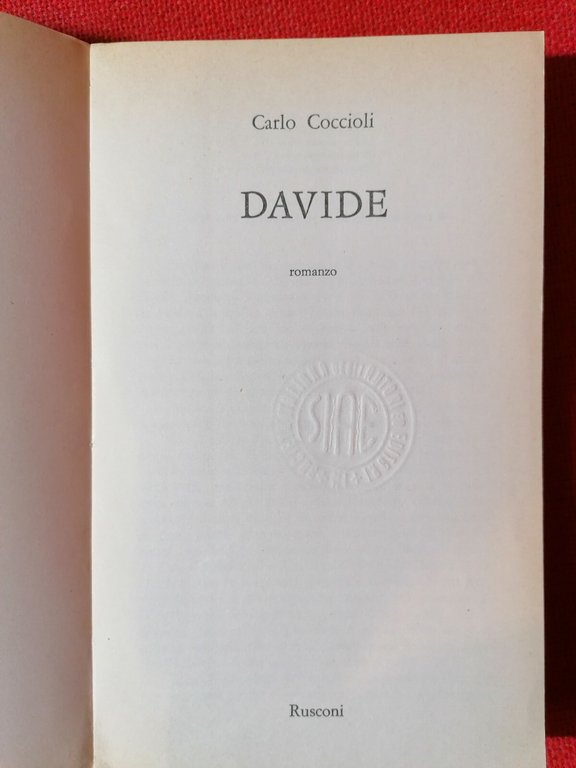 Carlo Coccioli
DAVIDE
romanzo
SIAE
Rusconi